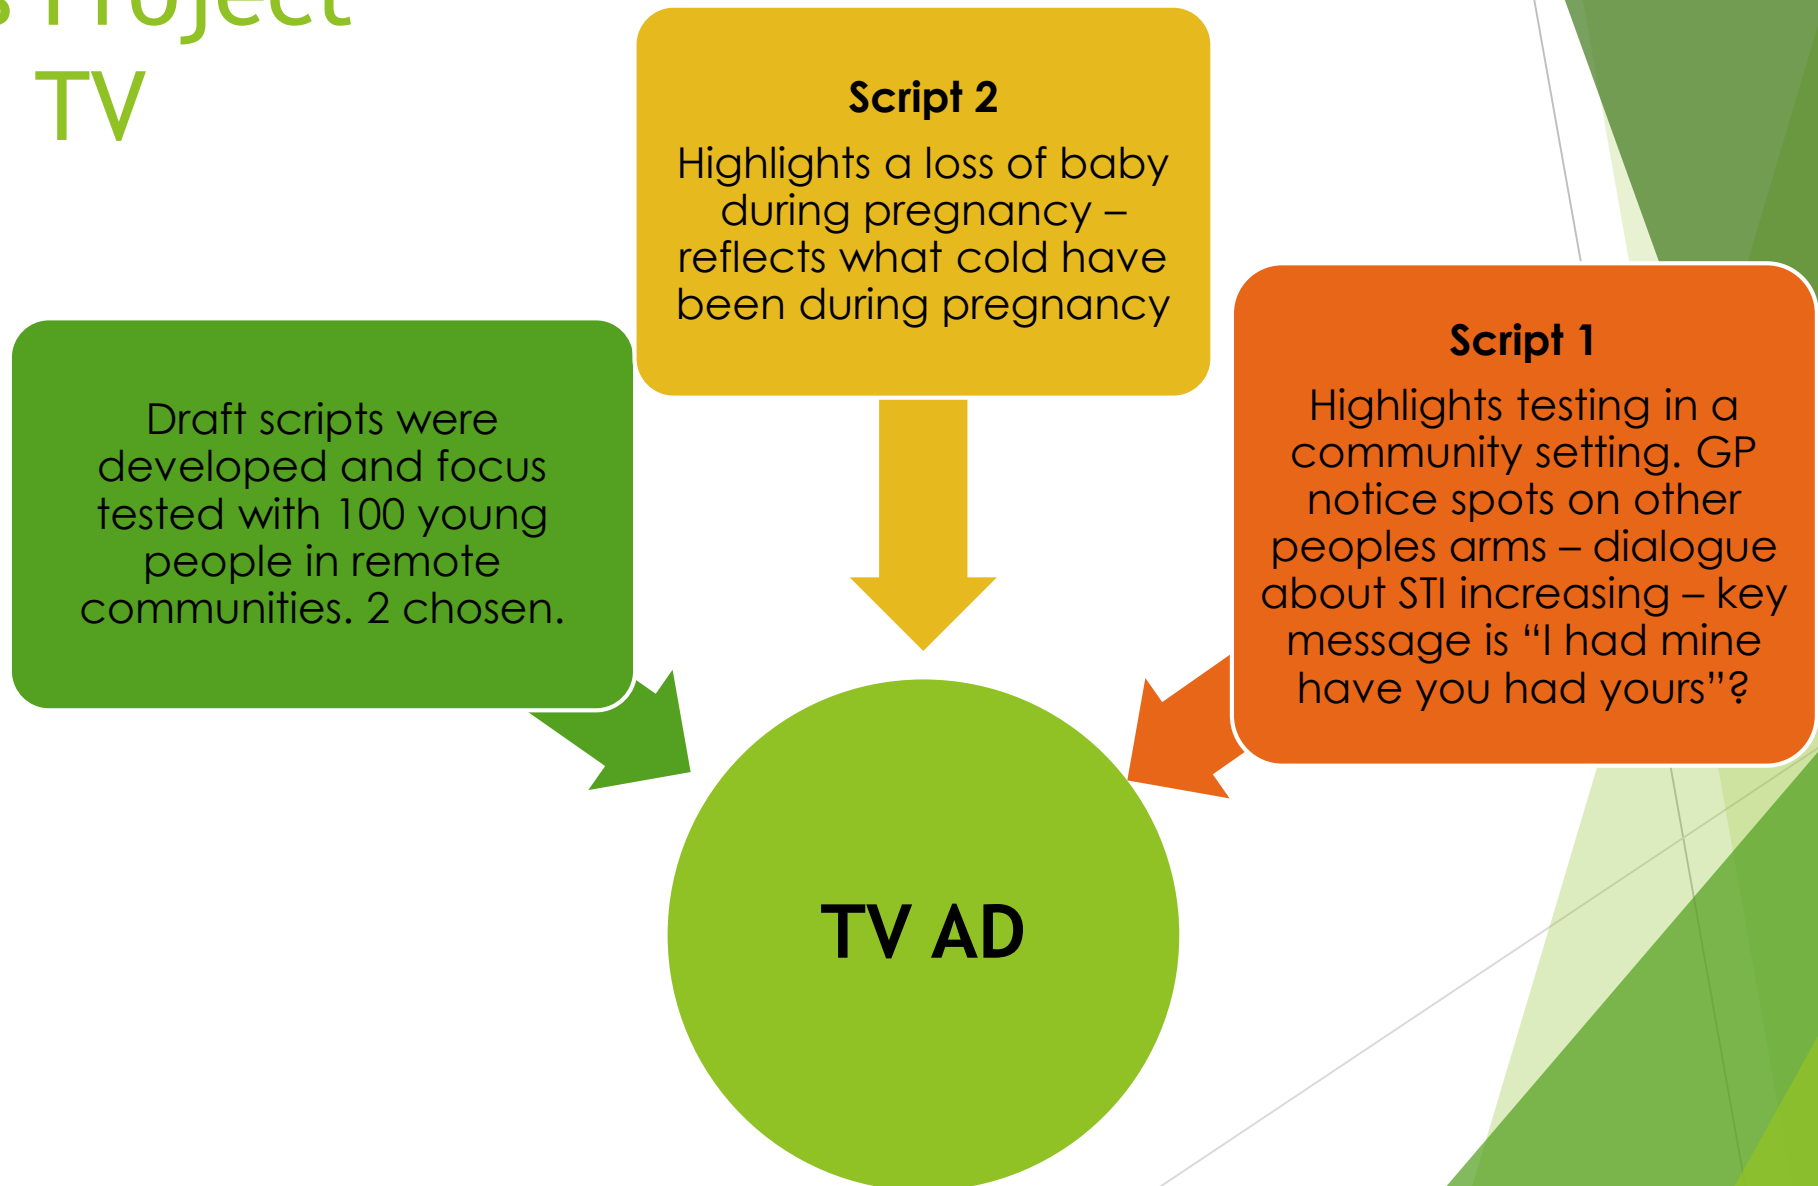 s Project
TV
Script 2
Highlights a loss of baby
during pregnancy –
reflects what cold have
been during pregnancy
Draft scripts were
developed and focus
tested with 100 young
people in remote
communities. 2 chosen.
Script 1
Highlights testing in a
community setting. GP
notice spots on other
peoples arms – dialogue
about STI increasing – key
message is “I had mine
have you had yours”?
TV AD